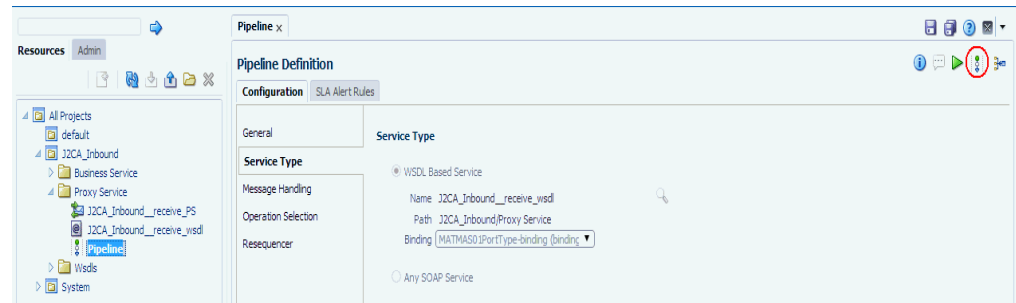 Pipeline x
Resources Admin
Pipeline Definition
Configuration SLA Alert Rules
All Projects
default
J2CA_Inbound
Business Service
Proxy Service
J2CA_Inbound__receive_PS
J2CA_Inbound__receive_wsdl
Pipeline
Wsdls
System
General
Service Type
Message Handling
Operation Selection
Resequencer
Service Type
WSDL Based Service
Name J2CA_Inbound__receive_wsdl
Path J2CA_Inbound/Proxy Service
Binding MATMAS01PortType-binding (binding
Any SOAP Service